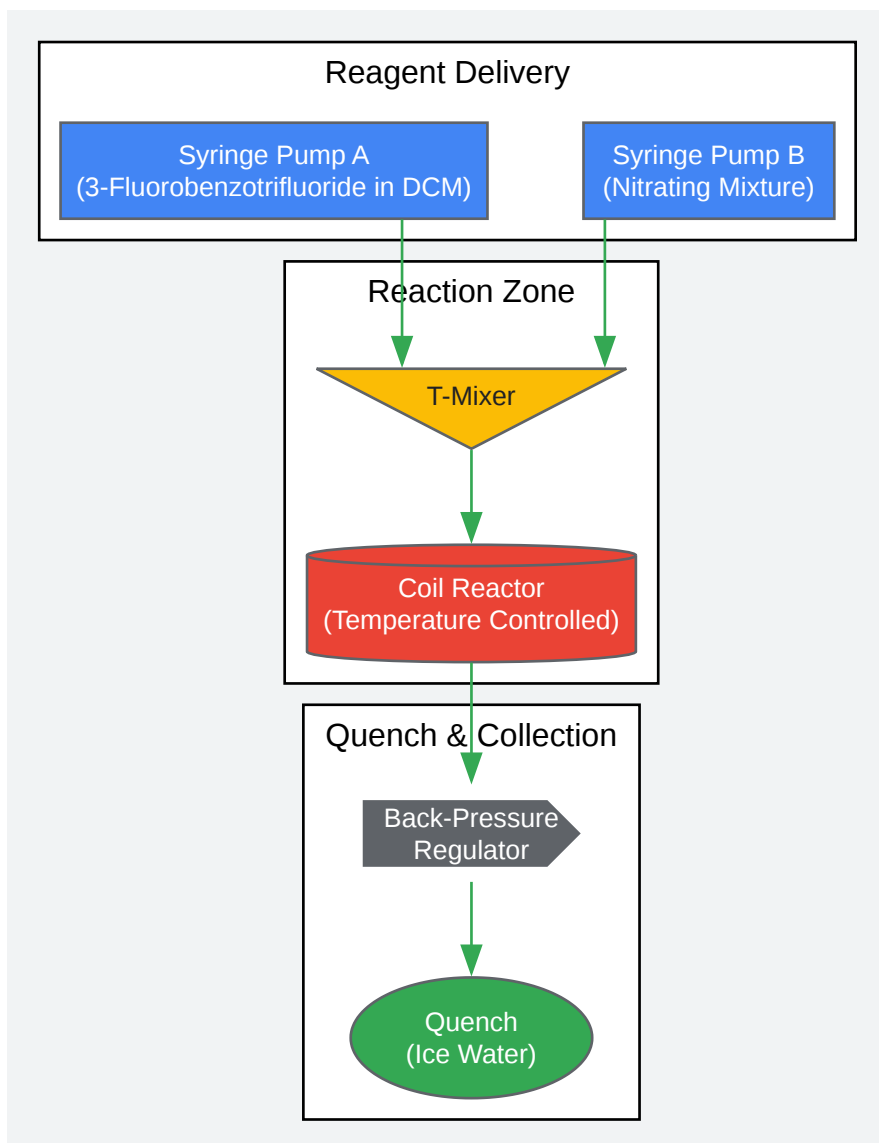 Reagent Delivery
Syringe Pump A
(3-Fluorobenzotrifluoride in DCM)
Syringe Pump B
(Nitrating Mixture)
Reaction Zone
T-Mixer
Coil Reactor
(Temperature Controlled)
Quench & Collection
Back-Pressure
Regulator
Quench
(Ice Water)